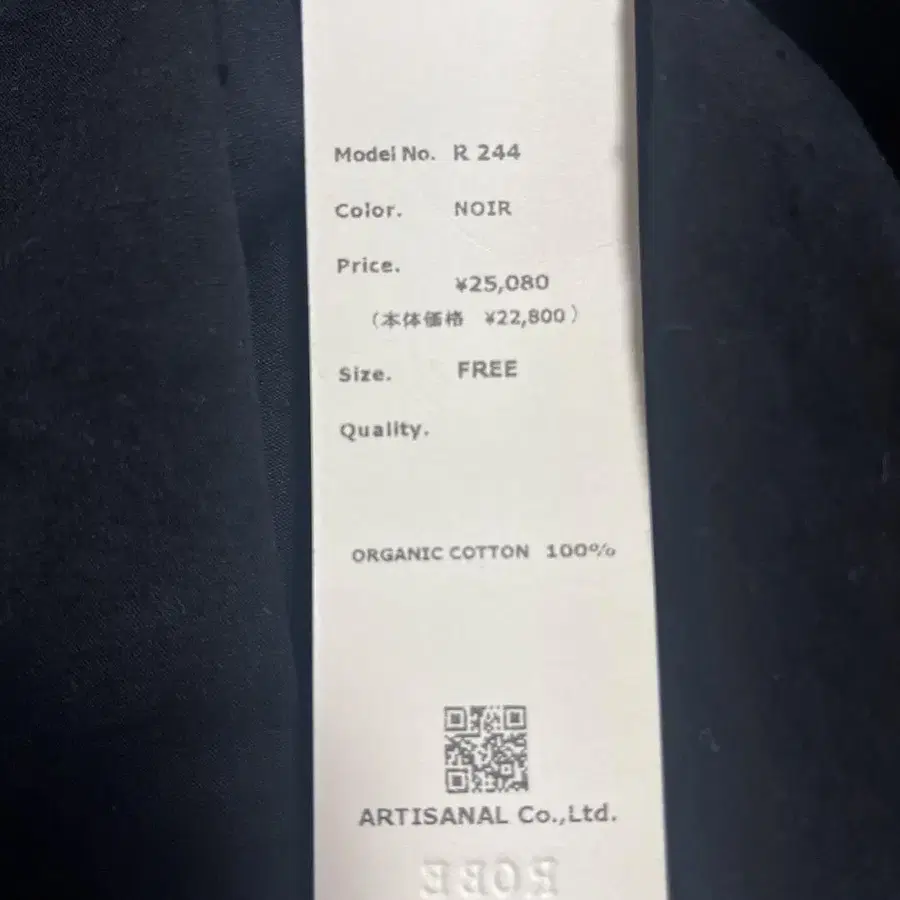 Model No. R 244
Color. NOIR
Price.
¥25,080
（本体価格 ¥22,800）
Size. FREE
Quality.
ORGANIC COTTON 100%
ARTISANAL Co.,Ltd.
ROBE